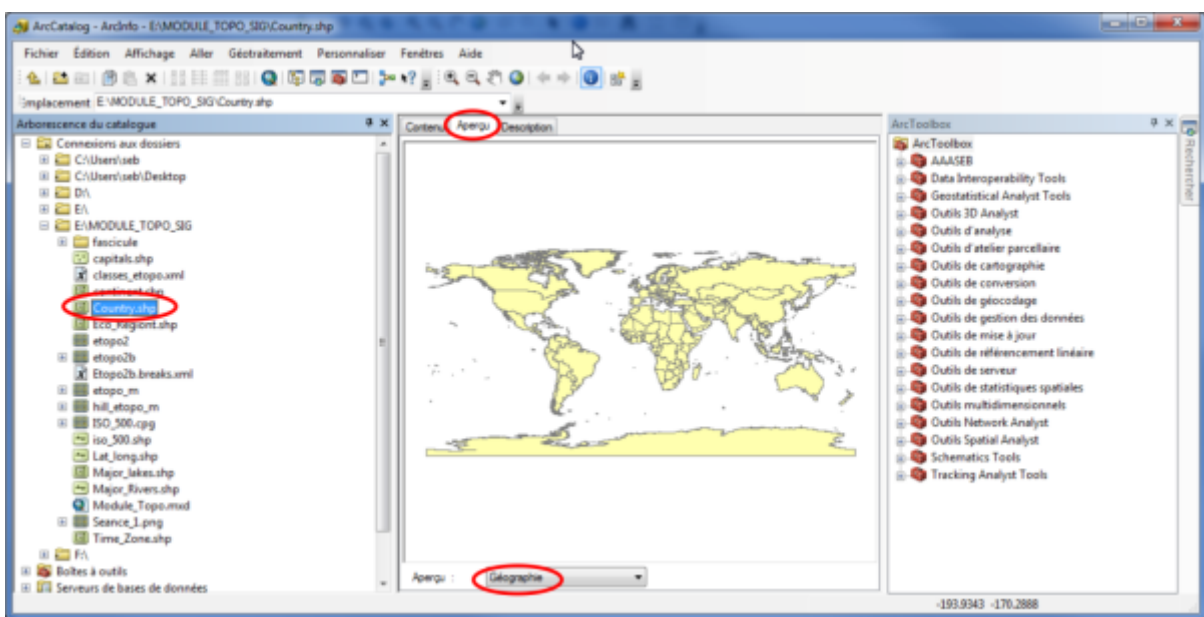 ArcCatalog - ArcInfo - E:\MODULE_TOPO_SIG\Country.shp
Fichier Édition Affichage Aller Géotraitement Personnaliser Fenêtres Aide
Emplacement E:\MODULE_TOPO_SIG\Country.shp
Arborescence du catalogue
Connexions aux dossiers
C:\Users\seb
C:\Users\seb\Desktop
D:\
E:\
E:\MODULE_TOPO_SIG
fascicule
capitals.shp
classes_etopo.xml
continent.shp
Country.shp
Eco_Regiont.shp
etopo2
etopo2b
Etopo2b.breaks.xml
etopo_m
hill_etopo_m
ISO_500.cpg
iso_500.shp
Lat_long.shp
Major_lakes.shp
Major_Rivers.shp
Module_Topo.mxd
Seance_1.png
Time_Zone.shp
F:\
Boîtes à outils
Serveurs de bases de données
Contenu Aperçu Description
Aperçu : Géographie
ArcToolbox
ArcToolbox
AAASEB
Data Interoperability Tools
Geostatistical Analyst Tools
Outils 3D Analyst
Outils d'analyse
Outils d'atelier parcellaire
Outils de cartographie
Outils de conversion
Outils de géocodage
Outils de gestion des données
Outils de mise à jour
Outils de référencement linéaire
Outils de serveur
Outils de statistiques spatiales
Outils multidimensionnels
Outils Network Analyst
Outils Spatial Analyst
Schematics Tools
Tracking Analyst Tools
Rechercher
-193.9343 -170.2888